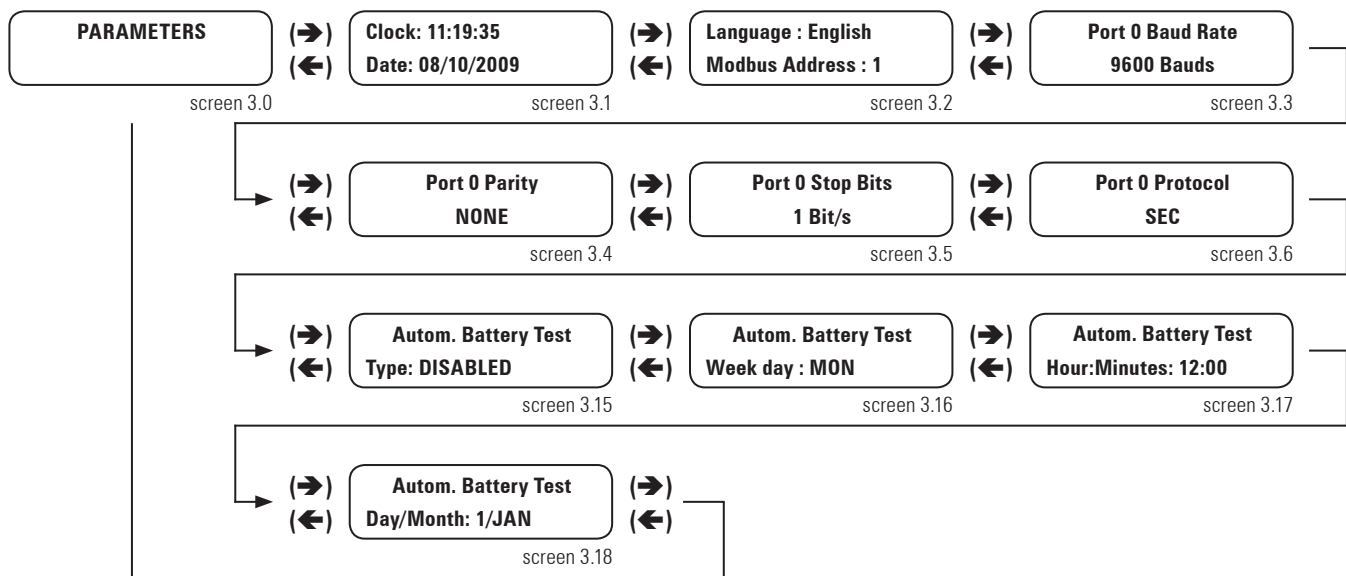 PARAMETERS
(➔) Clock: 11:19:35 (➔) Language : English (➔) Port 0 Baud Rate
(🡰) Date: 08/10/2009 (🡰) Modbus Address : 1 (🡰) 9600 Bauds
screen 3.0 screen 3.1 screen 3.2 screen 3.3
(➔) Port 0 Parity (➔) Port 0 Stop Bits (➔) Port 0 Protocol
(🡰) NONE (🡰) 1 Bit/s (🡰) SEC
screen 3.4 screen 3.5 screen 3.6
(➔) Autom. Battery Test (➔) Autom. Battery Test (➔) Autom. Battery Test
(🡰) Type: DISABLED (🡰) Week day : MON (🡰) Hour:Minutes: 12:00
screen 3.15 screen 3.16 screen 3.17
(➔) Autom. Battery Test (➔)
(🡰) Day/Month: 1/JAN (🡰)
screen 3.18